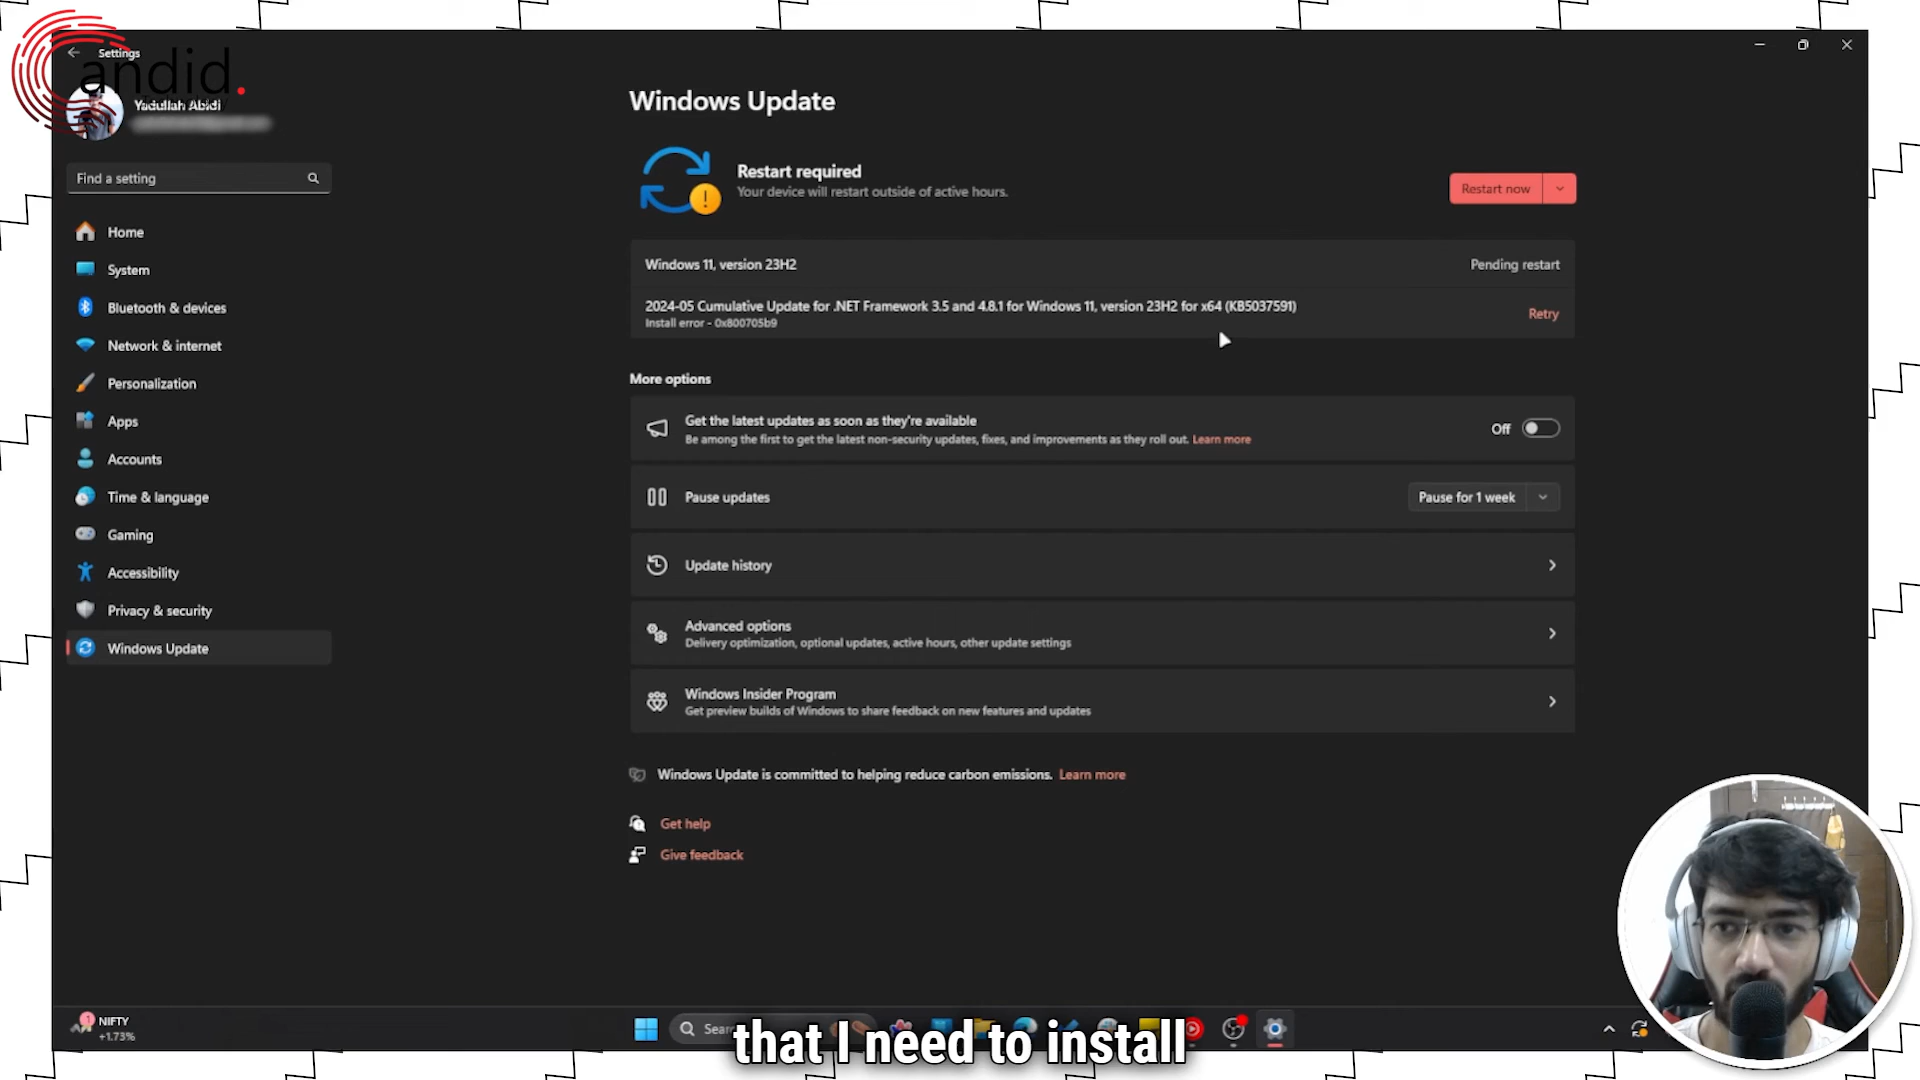 Settings
andid.
Yadullah Abidi
Find a setting
Home
System
Bluetooth & devices
Network & internet
Personalization
Apps
Accounts
Time & language
Gaming
Accessibility
Privacy & security
Windows Update
Windows Update
Restart required
Your device will restart outside of active hours.
Restart now
Windows 11, version 23H2
Pending restart
2024-05 Cumulative Update for .NET Framework 3.5 and 4.8.1 for Windows 11, version 23H2 for x64 (KB5037591)
Install error - 0x800705b9
Retry
More options
Get the latest updates as soon as they're available
Be among the first to get the latest non-security updates, fixes, and improvements as they roll out. Learn more
Off
Pause updates
Pause for 1 week
Update history
Advanced options
Delivery optimization, optional updates, active hours, other update settings
Windows Insider Program
Get preview builds of Windows to share feedback on new features and updates
Windows Update is committed to helping reduce carbon emissions. Learn more
Get help
Give feedback
1
NIFTY
+1.73%
Sear
that I need to install